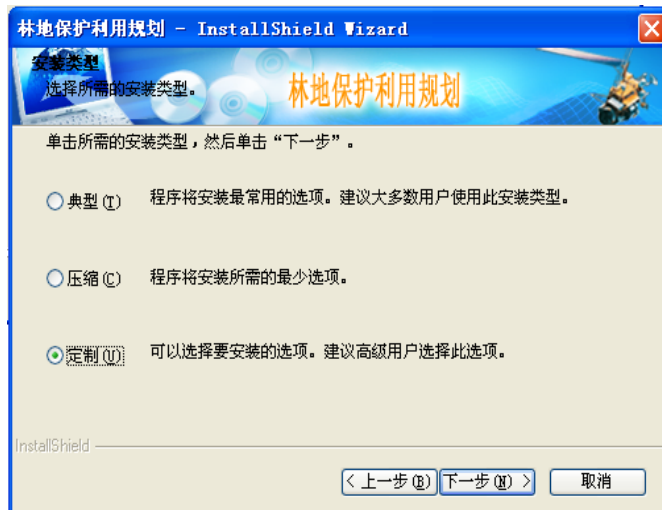 林地保护利用规划 - InstallShield Wizard
安装类型
选择所需的安装类型。
林地保护利用规划
单击所需的安装类型，然后单击“下一步”。
典型(T) 程序将安装最常用的选项。建议大多数用户使用此安装类型。
压缩(C) 程序将安装所需的最少选项。
定制(U) 可以选择要安装的选项。建议高级用户选择此选项。
InstallShield
< 上一步(B) 下一步(N) > 取消